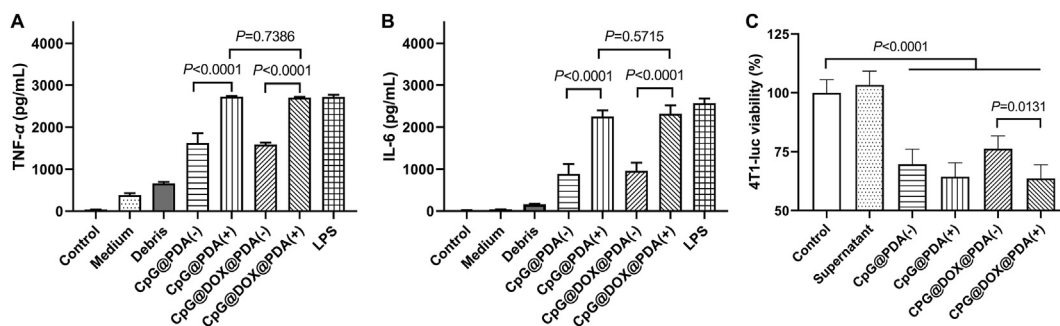 A
TNF-α (pg/mL)
4000
3000
2000
1000
0
P=0.7386
P<0.0001
P<0.0001
Control
Medium
Debris
CpG@PDA(-)
CpG@PDA(+)
CpG@DOX@PDA(-)
CpG@DOX@PDA(+)
LPS
B
IL-6 (pg/mL)
4000
3000
2000
1000
0
P=0.5715
P<0.0001
P<0.0001
Control
Medium
Debris
CpG@PDA(-)
CpG@PDA(+)
CpG@DOX@PDA(-)
CpG@DOX@PDA(+)
LPS
C
4T1-luc viability (%)
125
100
75
50
P<0.0001
P=0.0131
Control
Supernatant
CpG@PDA(-)
CpG@PDA(+)
CPG@DOX@PDA(-)
CPG@DOX@PDA(+)